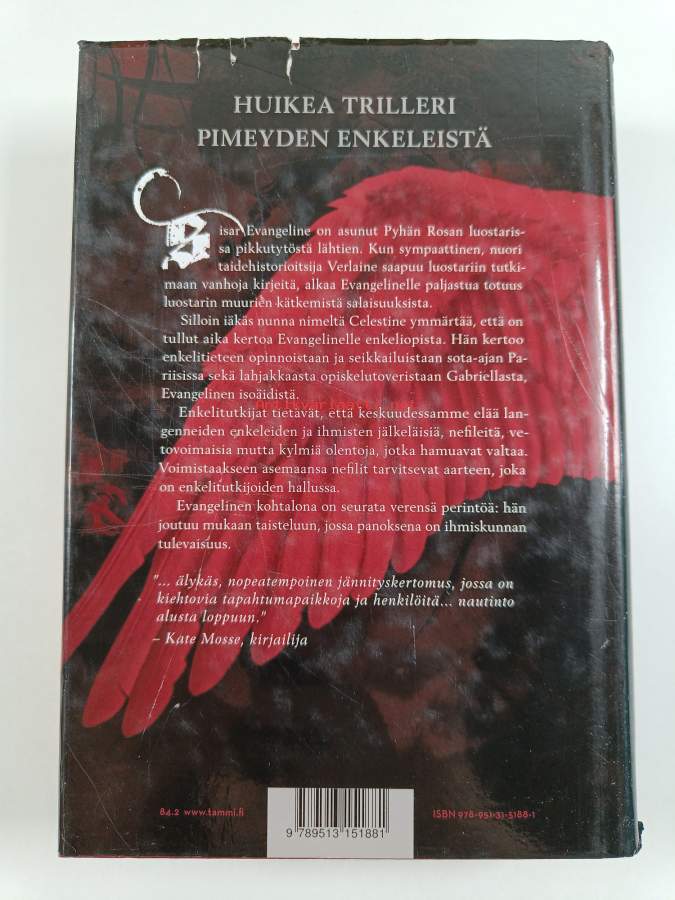 HUIKEA TRILLERI
PIMEYDEN ENKELEISTÄ
Sisar Evangeline on asunut Pyhän Rosan luostaris-
sa pikkutytöstä lähtien. Kun sympaattinen, nuori
taidehistorioitsija Verlaine saapuu luostariin tutki-
maan vanhoja kirjeitä, alkaa Evangelinelle paljastua totuus
luostarin muurien kätkemistä salaisuuksista.
Silloin iäkäs nunna nimeltä Celestine ymmärtää, että on
tullut aika kertoa Evangelinelle enkeliopista. Hän kertoo
enkelitieteen opinnoistaan ja seikkailuistaan sota-ajan Pa-
riisissa sekä lahjakkaasta opiskelutoveristaan Gabriellasta,
Evangelinen isoäidistä.
Enkelitutkijat tietävät, että keskuudessamme elää lan-
genneiden enkeleiden ja ihmisten jälkeläisiä, nefileitä, ve-
tovoimaisia mutta kylmiä olentoja, jotka hamuavat valtaa.
Voimistaakseen asemaansa nefilit tarvitsevat aarteen, joka
on enkelitutkijoiden hallussa.
Evangelinen kohtalona on seurata verensä perintöä: hän
joutuu mukaan taisteluun, jossa panoksena on ihmiskunnan
tulevaisuus.
"... älykäs, nopeatempoinen jännityskertomus, jossa on
kiehtovia tapahtumapaikkoja ja henkilöitä... nautinto
alusta loppuun."
– Kate Mosse, kirjailija
84.2 www.tammi.fi
ISBN 978-951-31-5188-1
9 789513 151881